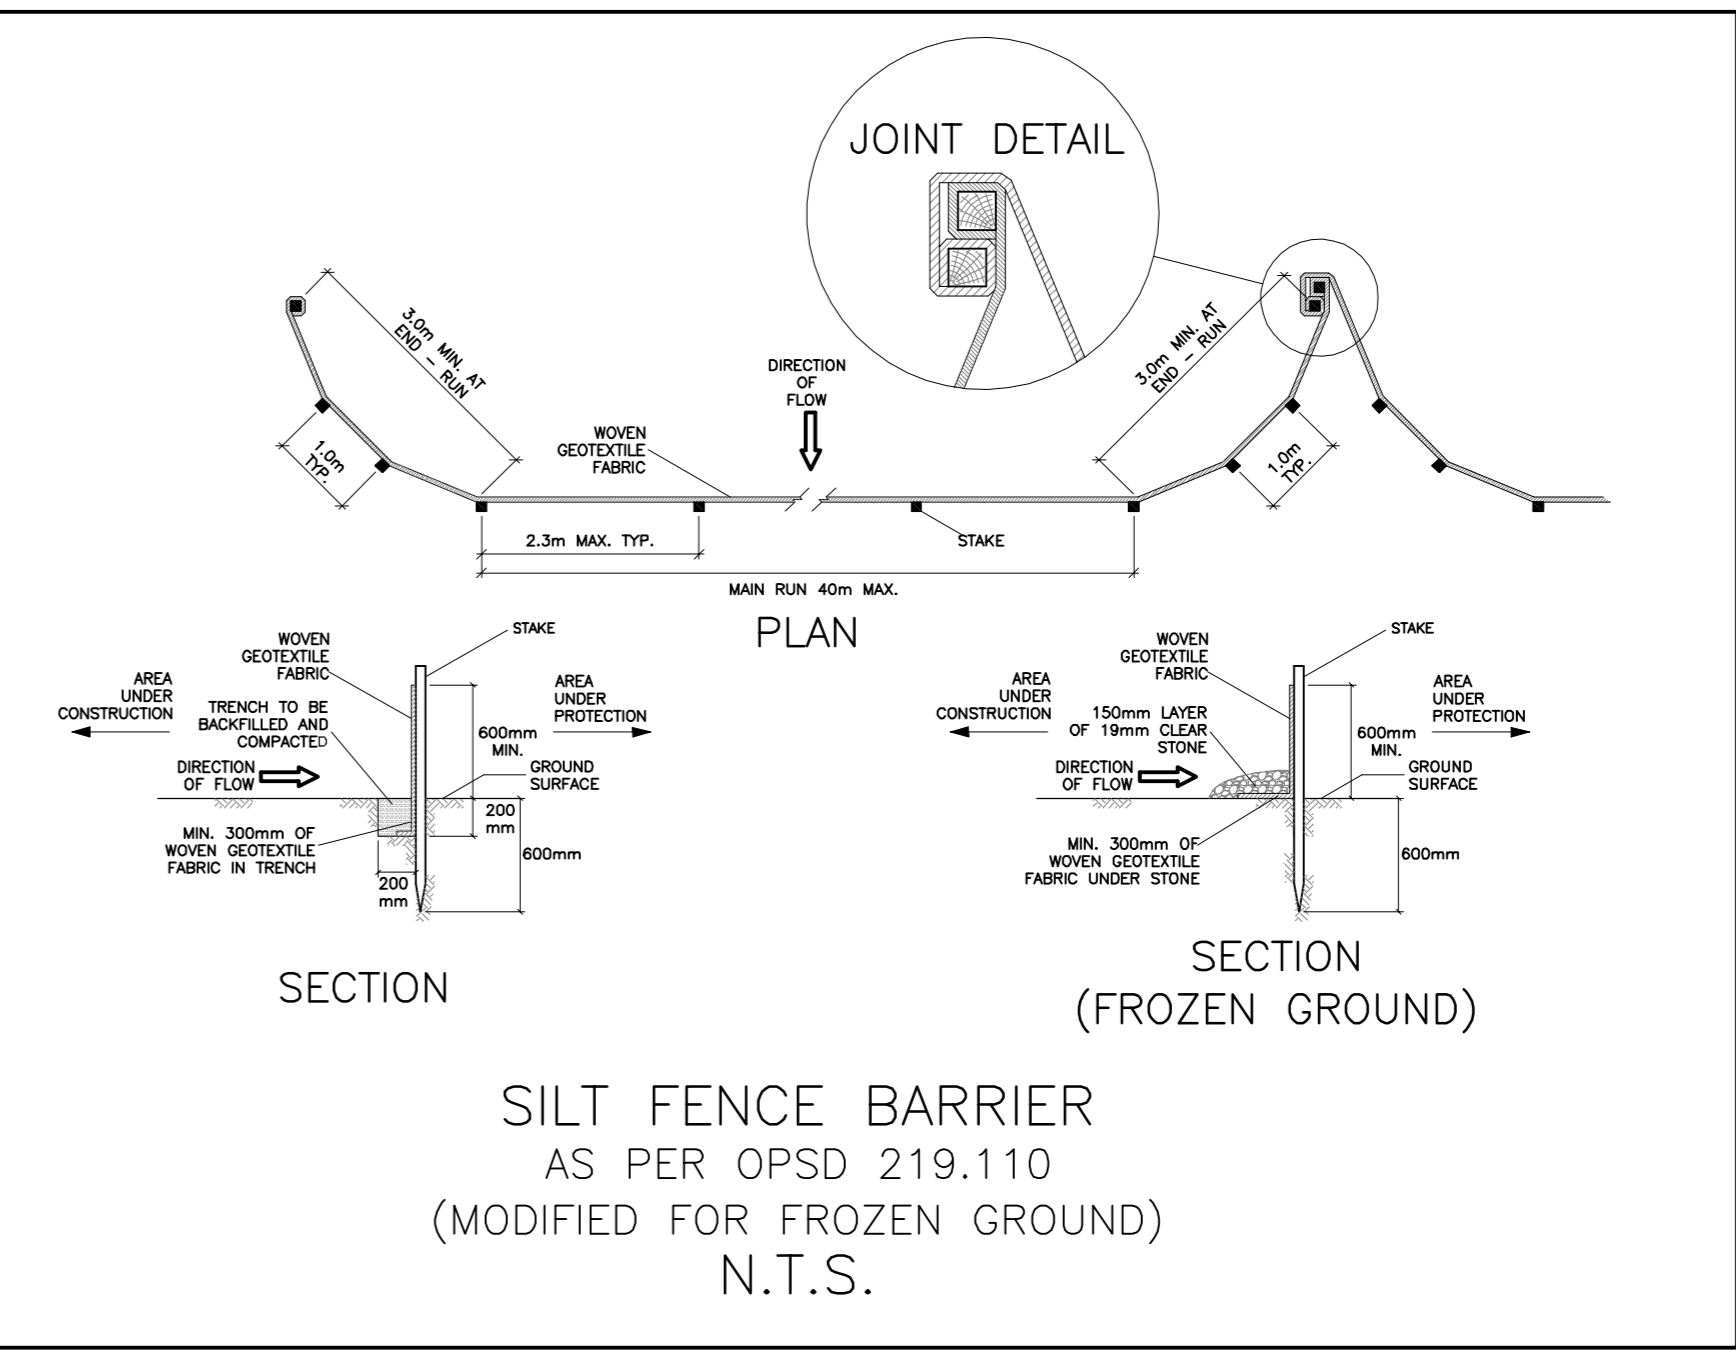 JOINT DETAIL
3.0m MIN. AT
END – RUN
1.0m
TYP.
WOVEN
GEOTEXTILE
FABRIC
DIRECTION
OF
FLOW
3.0m MIN. AT
END – RUN
1.0m
TYP.
2.3m MAX. TYP.
STAKE
MAIN RUN 40m MAX.
PLAN
STAKE
WOVEN
GEOTEXTILE
FABRIC
AREA
UNDER
CONSTRUCTION
TRENCH TO BE
BACKFILLED AND
COMPACTED
AREA
UNDER
PROTECTION
600mm
MIN.
DIRECTION
OF FLOW
GROUND
SURFACE
200
mm
MIN. 300mm OF
WOVEN GEOTEXTILE
FABRIC IN TRENCH
600mm
200
mm
SECTION
STAKE
WOVEN
GEOTEXTILE
FABRIC
AREA
UNDER
CONSTRUCTION
150mm LAYER
OF 19mm CLEAR
STONE
AREA
UNDER
PROTECTION
600mm
MIN.
DIRECTION
OF FLOW
GROUND
SURFACE
MIN. 300mm OF
WOVEN GEOTEXTILE
FABRIC UNDER STONE
600mm
SECTION
(FROZEN GROUND)
SILT FENCE BARRIER
AS PER OPSD 219.110
(MODIFIED FOR FROZEN GROUND)
N.T.S.